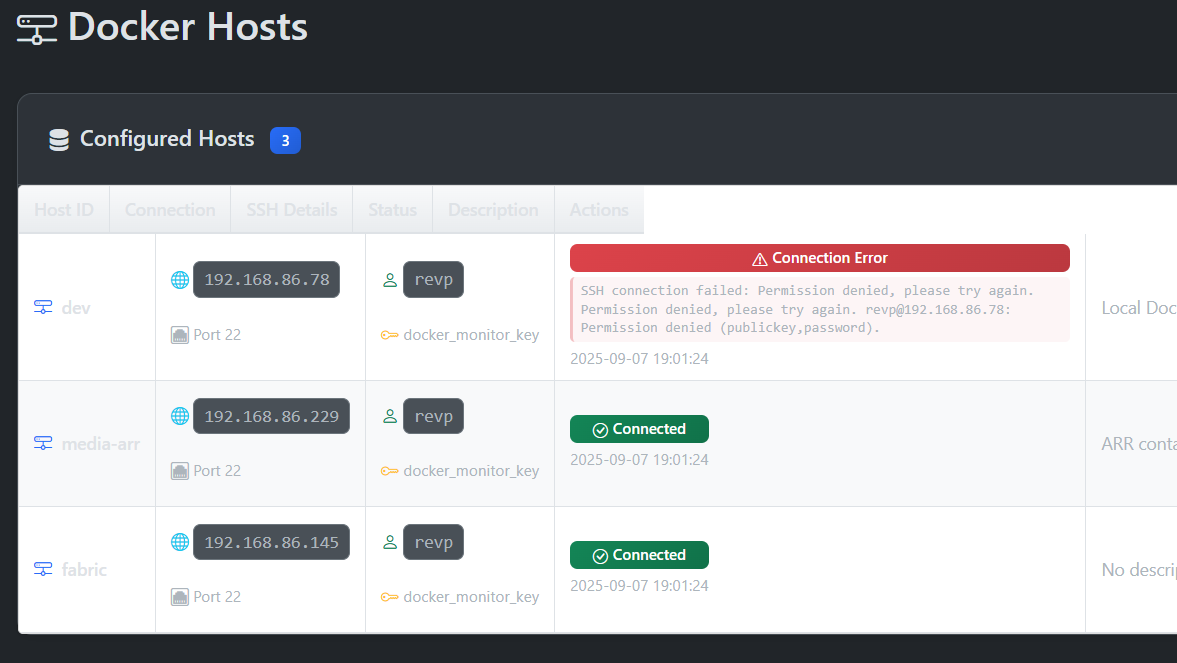 Docker Hosts
Configured Hosts 3
Host ID Connection SSH Details Status Description Actions
dev
192.168.86.78
Port 22
revp
docker_monitor_key
Connection Error
SSH connection failed: Permission denied, please try again.
Permission denied, please try again. revp@192.168.86.78:
Permission denied (publickey,password).
2025-09-07 19:01:24
Local Doc
media-arr
192.168.86.229
Port 22
revp
docker_monitor_key
Connected
2025-09-07 19:01:24
ARR conta
fabric
192.168.86.145
Port 22
revp
docker_monitor_key
Connected
2025-09-07 19:01:24
No descrip